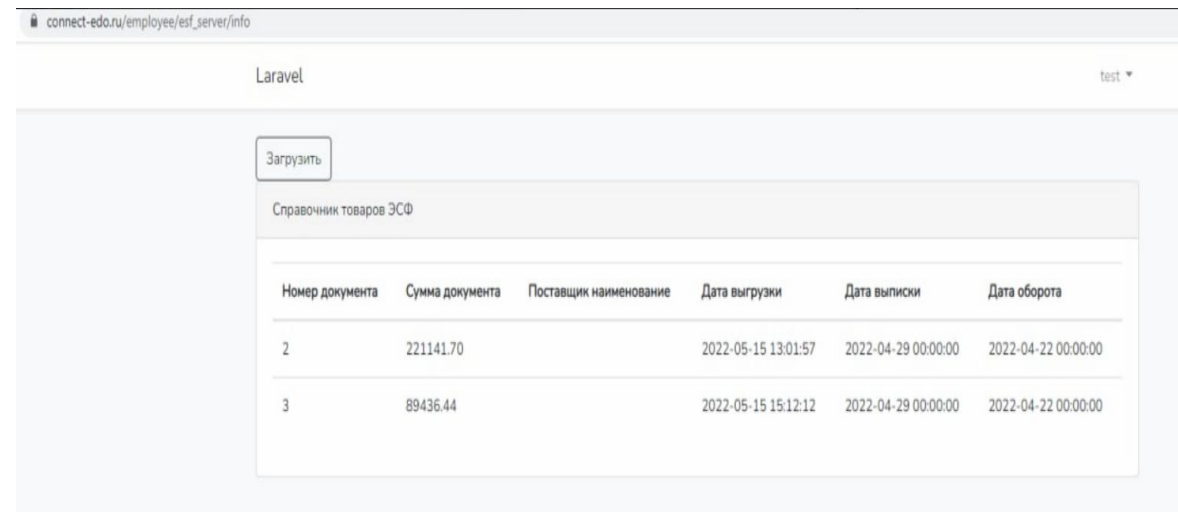 connect-edo.ru/employee/esf_server/info
Laravel test
Загрузить
Справочник товаров ЭСФ
Номер документа Сумма документа Поставщик наименование Дата выгрузки Дата выписки Дата оборота
2 221141.70 2022-05-15 13:01:57 2022-04-29 00:00:00 2022-04-22 00:00:00
3 89436.44 2022-05-15 15:12:12 2022-04-29 00:00:00 2022-04-22 00:00:00